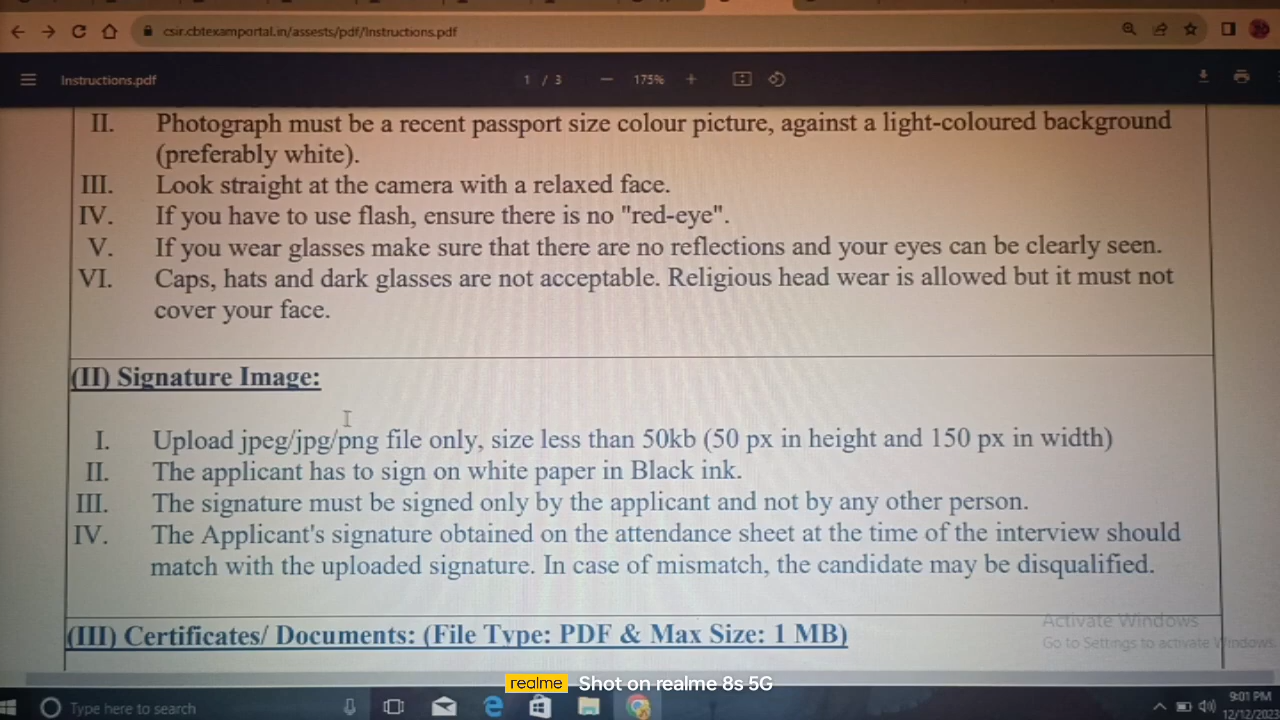 csir.cbtexamportal.in/assests/pdf/Instructions.pdf
Instructions.pdf 1 / 3 175%
II. Photograph must be a recent passport size colour picture, against a light-coloured background
(preferably white).
III. Look straight at the camera with a relaxed face.
IV. If you have to use flash, ensure there is no "red-eye".
V. If you wear glasses make sure that there are no reflections and your eyes can be clearly seen.
VI. Caps, hats and dark glasses are not acceptable. Religious head wear is allowed but it must not
cover your face.
(II) Signature Image:
I. Upload jpeg/jpg/png file only, size less than 50kb (50 px in height and 150 px in width)
II. The applicant has to sign on white paper in Black ink.
III. The signature must be signed only by the applicant and not by any other person.
IV. The Applicant's signature obtained on the attendance sheet at the time of the interview should
match with the uploaded signature. In case of mismatch, the candidate may be disqualified.
(III) Certificates/ Documents: (File Type: PDF & Max Size: 1 MB)
Activate Windows
Go to Settings to activate Windows.
realme Shot on realme 8s 5G
Type here to search
9:01 PM
12/12/2023